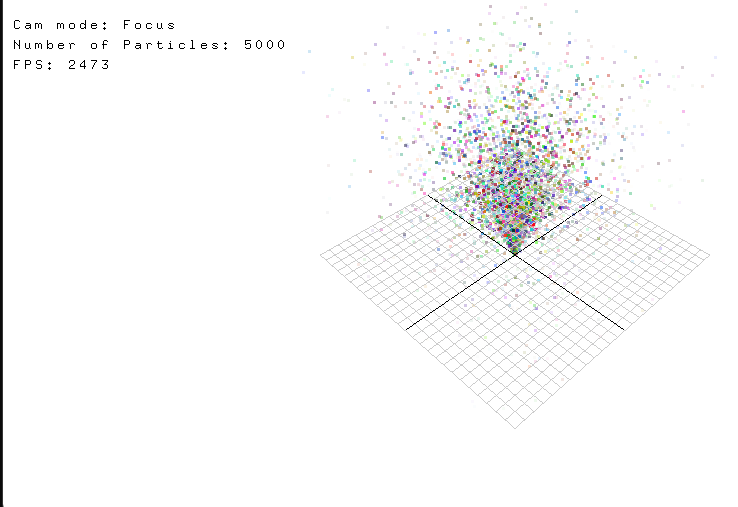 Cam mode: Focus
Number of Particles: 5000
FPS: 2473